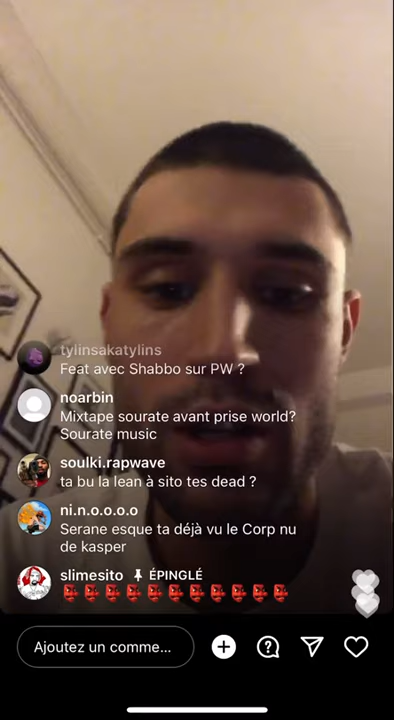 tylinsakatylins
Feat avec Shabbo sur PW ?
noarbin
Mixtape sourate avant prise world?
Sourate music
soulki.rapwave
ta bu la lean à sito tes dead ?
ni.n.o.o.o.o
Serane esque ta déjà vu le Corp nu
de kasper
slimesito ÉPINGLÉ
👺👺👺👺👺👺👺👺👺👺👺
Ajoutez un comme...